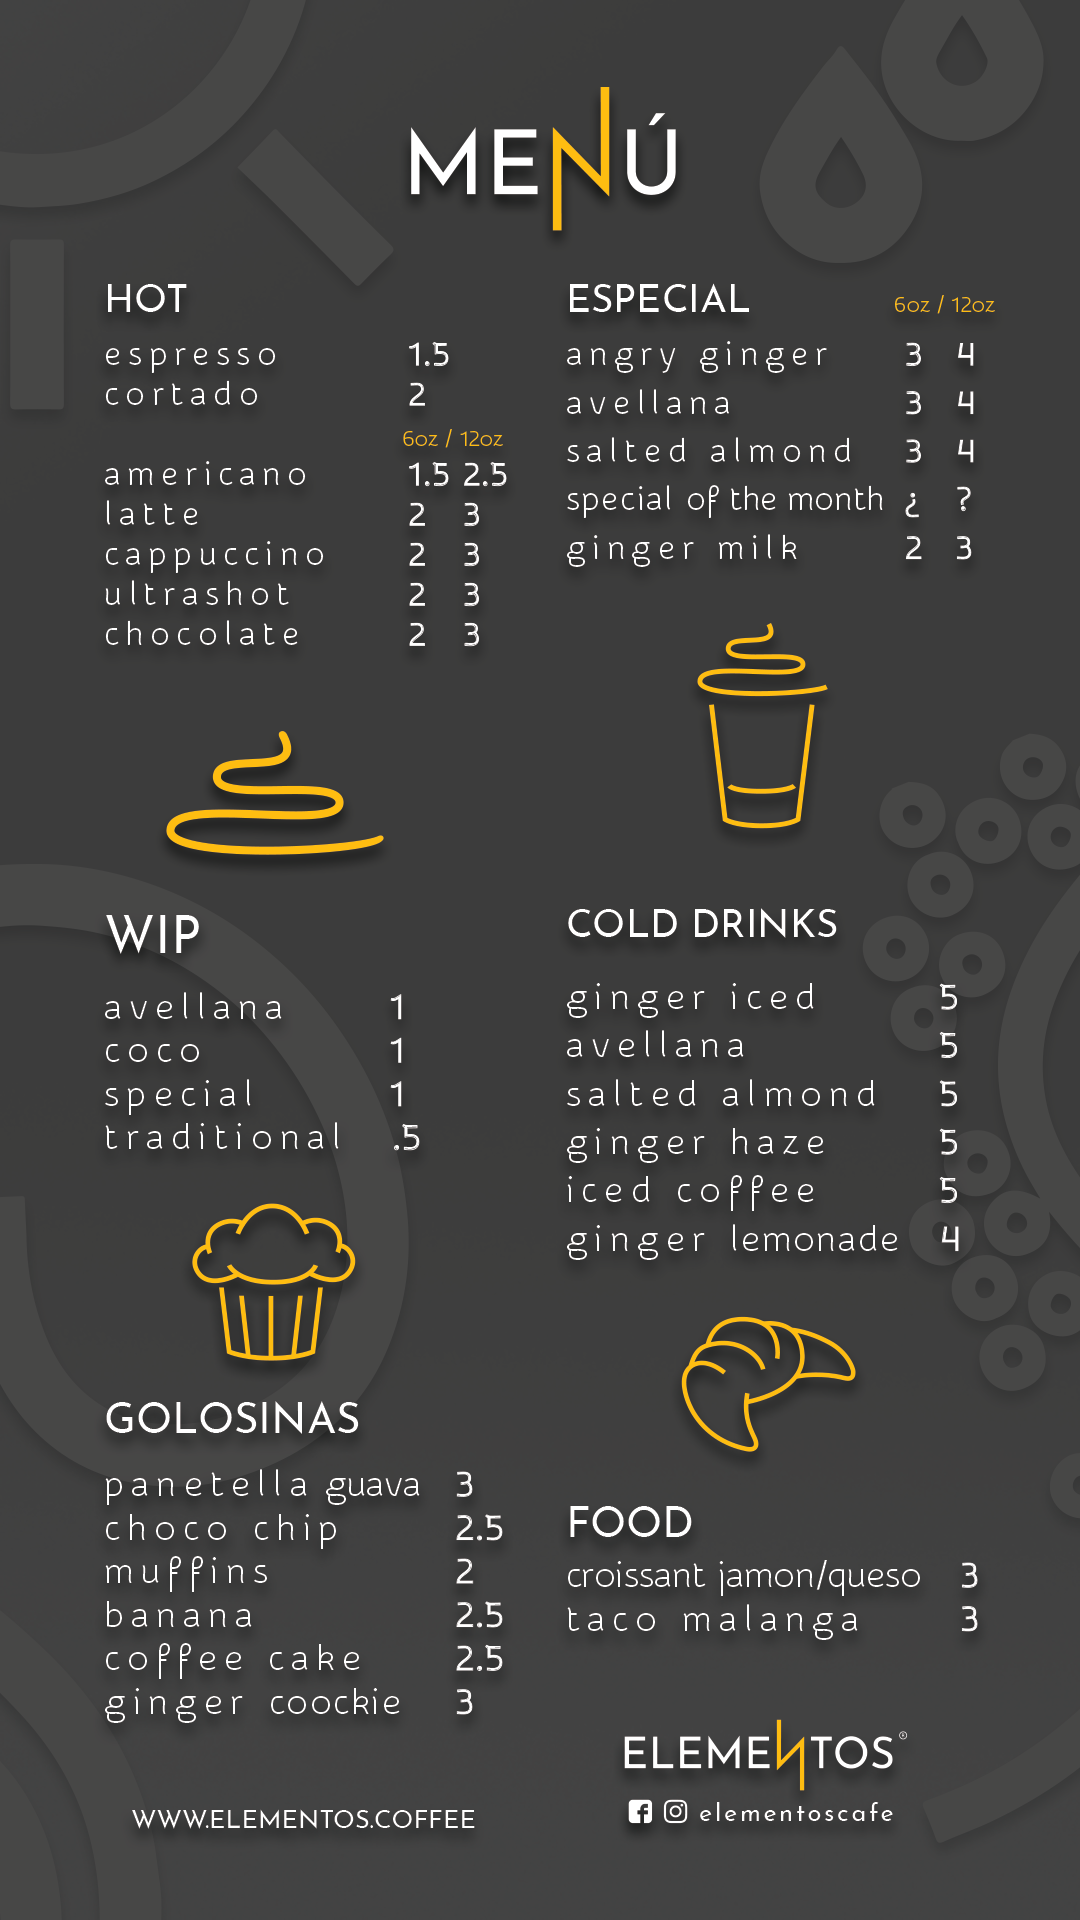 MENÚ
HOT
espresso 1.5
cortado 2
6oz / 12oz
americano 1.5 2.5
latte 2 3
cappuccino 2 3
ultrashot 2 3
chocolate 2 3
ESPECIAL 6oz / 12oz
angry ginger 3 4
avellana 3 4
salted almond 3 4
special of the month ¿ ?
ginger milk 2 3
WIP
avellana 1
coco 1
special 1
traditional .5
COLD DRINKS
ginger iced 5
avellana 5
salted almond 5
ginger haze 5
iced coffee 5
ginger lemonade 4
GOLOSINAS
panetella guava 3
choco chip 2.5
muffins 2
banana 2.5
coffee cake 2.5
ginger coockie 3
FOOD
croissant jamon/queso 3
taco malanga 3
ELEMENTOS®
elementoscafe
WWW.ELEMENTOS.COFFEE